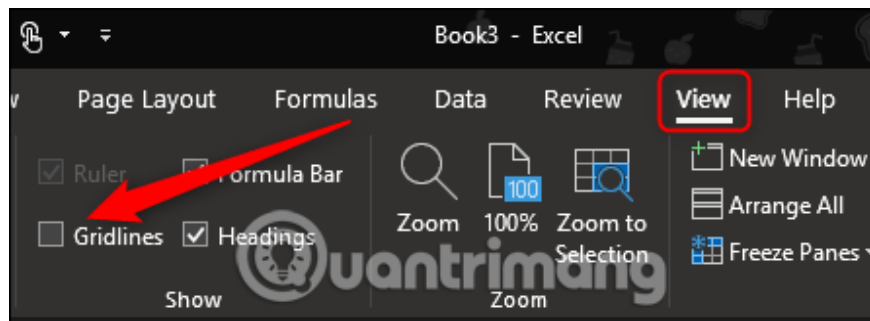 Book3 - Excel
Page Layout Formulas Data Review View Help
Ruler Formula Bar
Gridlines Headings
Show
Zoom
100
100%
Zoom to
Selection
Zoom
New Window
Arrange All
Freeze Panes
Quantrimang